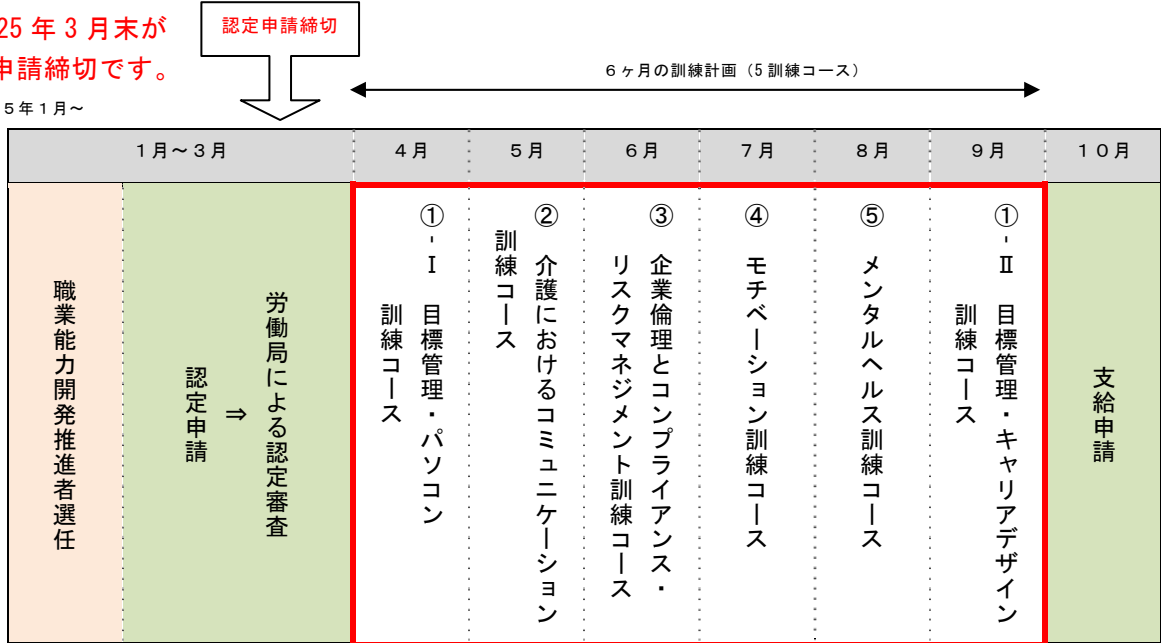 25年3月末が
申請締切です。
5年1月～
認定申請締切
6ヶ月の訓練計画（5訓練コース）
1月～3月
4月
5月
6月
7月
8月
9月
10月
職業能力開発推進者選任
認定申請
⇒
労働局による認定審査
①-Ⅰ 目標管理・パソコン
訓練コース
② 介護におけるコミュニケーション
訓練コース
③ 企業倫理とコンプライアンス・
リスクマネジメント訓練コース
④ モチベーション訓練コース
⑤ メンタルヘルス訓練コース
①-Ⅱ 目標管理・キャリアデザイン
訓練コース
支給申請